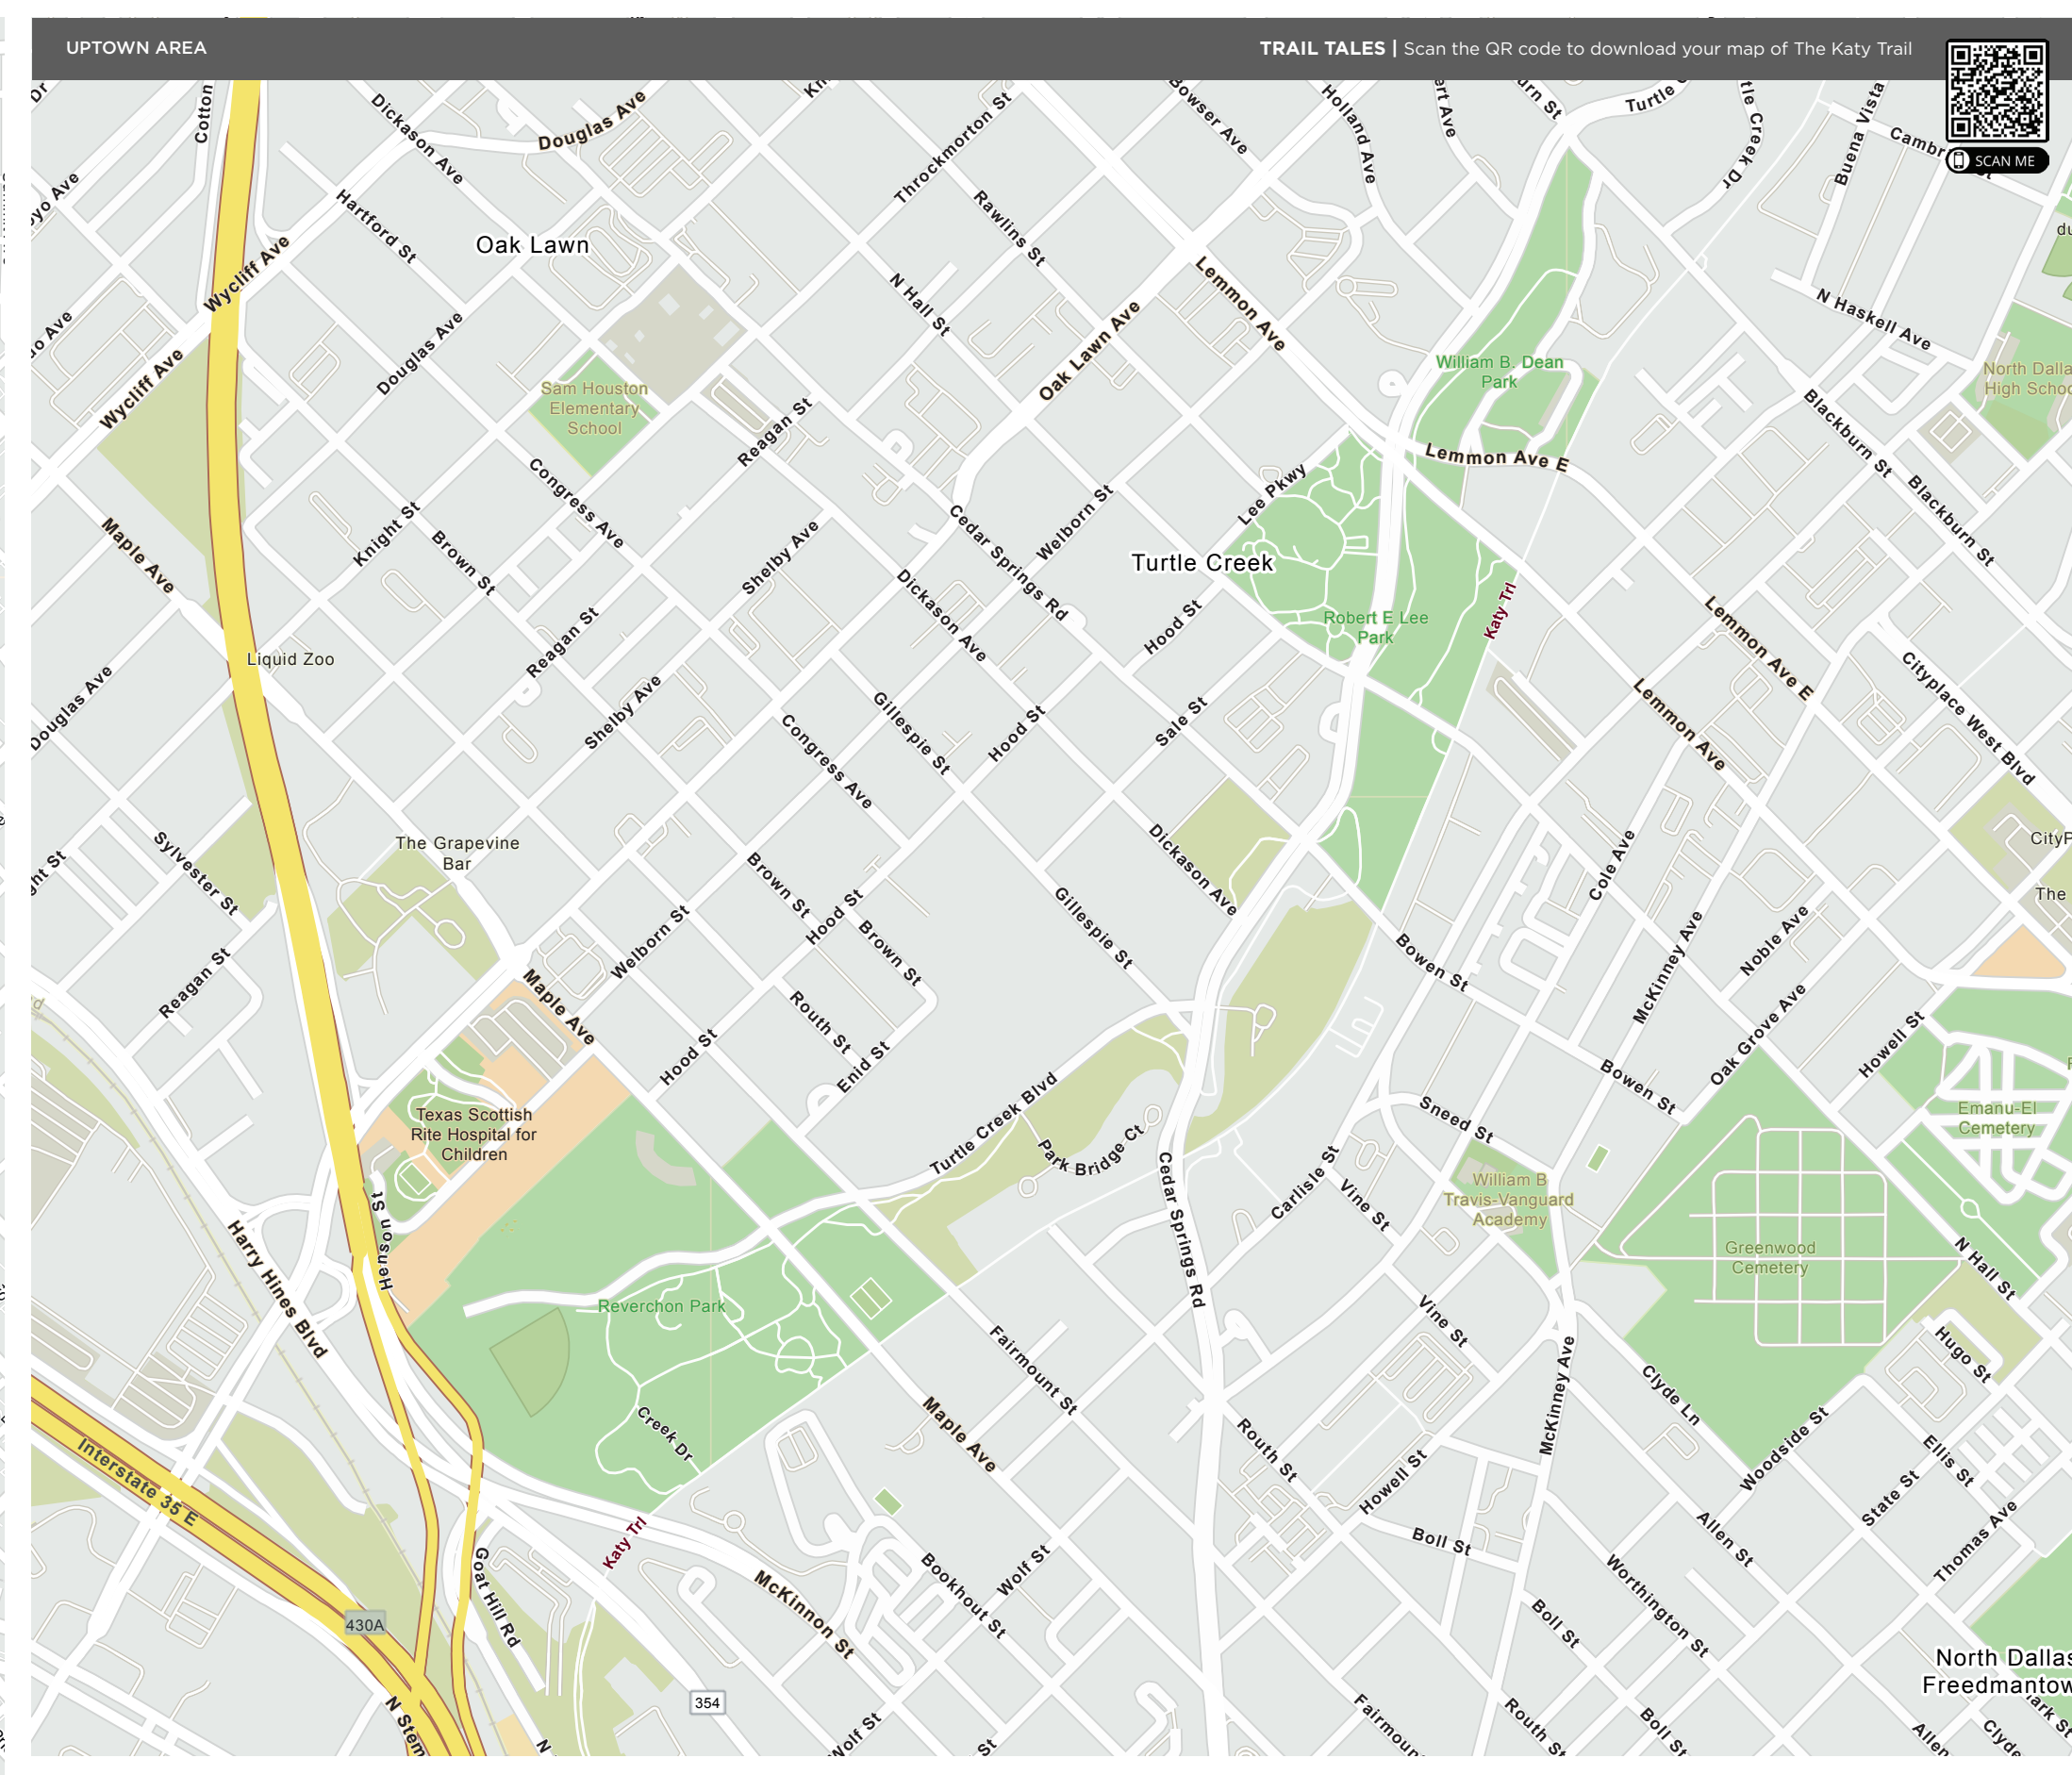 UPTOWN AREA
TRAIL TALES | Scan the QR code to download your map of The Katy Trail
SCAN ME
Dr
Cotton
Dickason Ave
Douglas Ave
Throckmorton St
Bowser Ave
Holland Ave
Turtle
Buena Vista
Hartford St
Oak Lawn
Rawlins St
Wycliff Ave
N Hall St
Lemmon Ave
N Haskell Ave
Douglas Ave
Oak Lawn Ave
William B. Dean
Park
Wycliff Ave
Sam Houston
Elementary
School
Reagan St
Blackburn St
Lemmon Ave E
Congress Ave
Lee Pkwy
Blackburn St
Maple Ave
Knight St
Brown St
Shelby Ave
Cedar Springs Rd
Welborn St
Turtle Creek
Dickason Ave
Hood St
Robert E Lee
Park
Katy Trl
Lemmon Ave E
Liquid Zoo
Reagan St
Douglas Ave
Shelby Ave
Gillespie St
Hood St
Sale St
Lemmon Ave
Cityplace West Blvd
Congress Ave
The Grapevine
Bar
Sylvester St
Brown St
Dickason Ave
Cole Ave
The
Hood St
Welborn St
Brown St
Gillespie St
Bowen St
McKinney Ave
Noble Ave
Reagan St
Maple Ave
Routh St
Hood St
Enid St
Oak Grove Ave
Howell St
Bowen St
Texas Scottish
Rite Hospital for
Children
Turtle Creek Blvd
Park Bridge Ct
Sneed St
Emanu-El
Cemetery
Cedar Springs Rd
Carlisle St
Vine St
William B
Travis-Vanguard
Academy
Henson St
Harry Hines Blvd
Greenwood
Cemetery
N Hall St
Reverchon Park
Vine St
Fairmount St
Hugo St
McKinney Ave
Clyde Ln
Creek Dr
Maple Ave
Routh St
Woodside St
Ellis St
Interstate 35 E
Howell St
State St
Katy Trl
Boll St
Allen St
Thomas Ave
Goat Hill Rd
McKinnon St
Bookhout St
Wolf St
Worthington St
430A
Boll St
North Dallas
354
N Stem
Wolf St
Routh St
Boll St
Allen
Clyde
St